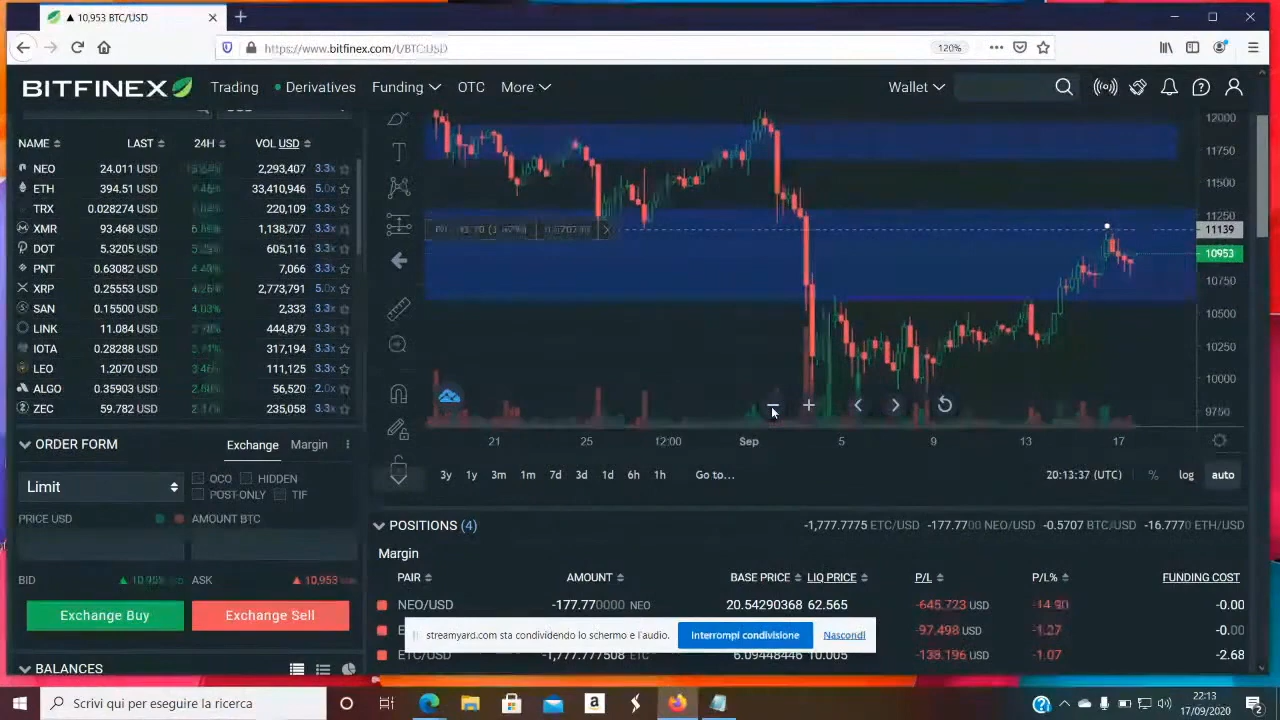 ▲ 10,953 BTC/USD
https://www.bitfinex.com/t/BTC:USD
120%
BITFINEX
Trading
Derivatives
Funding
OTC
More
Wallet
NAME LAST 24H VOL USD
NEO 24.011 USD 2,293,407 3.3x
ETH 394.51 USD 7.46% 33,410,946 5.0x
TRX 0.028274 USD 220,109 3.3x
XMR 93.468 USD 1,138,707 3.3x
DOT 5.3205 USD 605,116 3.3x
PNT 0.63082 USD 7,066 3.3x
XRP 0.25553 USD 2,773,791 5.0x
SAN 0.15500 USD 4.03% 2,333 3.3x
LINK 11.084 USD 444,879 3.3x
IOTA 0.28288 USD 317,194 3.3x
LEO 1.2070 USD 3.46% 111,125 3.3x
ALGO 0.35903 USD 56,520 2.0x
ZEC 59.782 USD 235,058 3.3x
12000
11750
11500
11250
11139
10953
10750
10500
10250
10000
9750
21 25 12:00 Sep 5 9 13 17
3y 1y 3m 1m 7d 3d 1d 6h 1h Go to...
20:13:37 (UTC) % log auto
ORDER FORM
Exchange
Margin
Limit
OCO HIDDEN
POST-ONLY TIF
PRICE USD
AMOUNT BTC
BID
ASK ▲ 10,953
Exchange Buy
Exchange Sell
BALANCES
POSITIONS (4)
-1,777.7775 ETC/USD -177.7700 NEO/USD -0.5707 BTC/USD -16.7770 ETH/USD
Margin
PAIR AMOUNT BASE PRICE LIQ PRICE P/L P/L% FUNDING COST
NEO/USD -177.770000 NEO 20.54290368 62.565 -645.723 USD -14.90 -0.00
-97.498 USD -1.27 -0.00
ETC/USD -1,777.777508 ETC 6.09448446 10.005 -138.196 USD -1.07 -2.68
streamyard.com sta condividendo lo schermo e l'audio.
Interrompi condivisione
Nascondi
Scrivi qui per eseguire la ricerca
22:13
17/09/2020
2